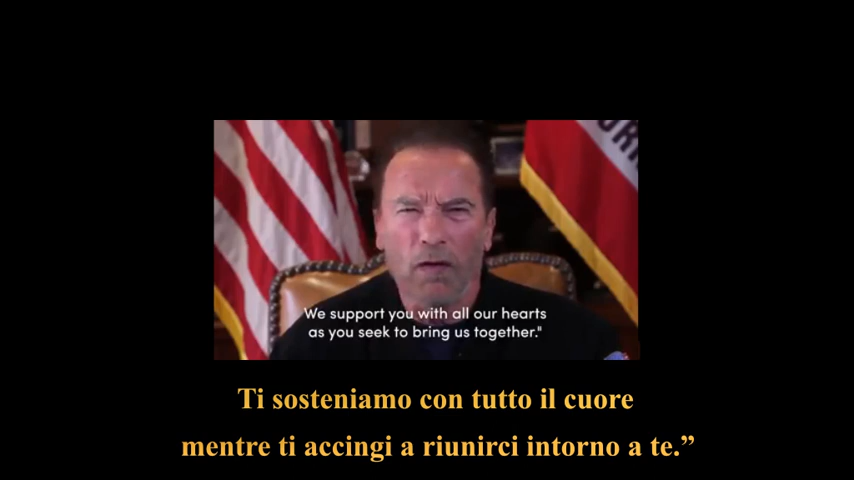 We support you with all our hearts
as you seek to bring us together."
Ti sosteniamo con tutto il cuore
mentre ti accingi a riunirci intorno a te.”